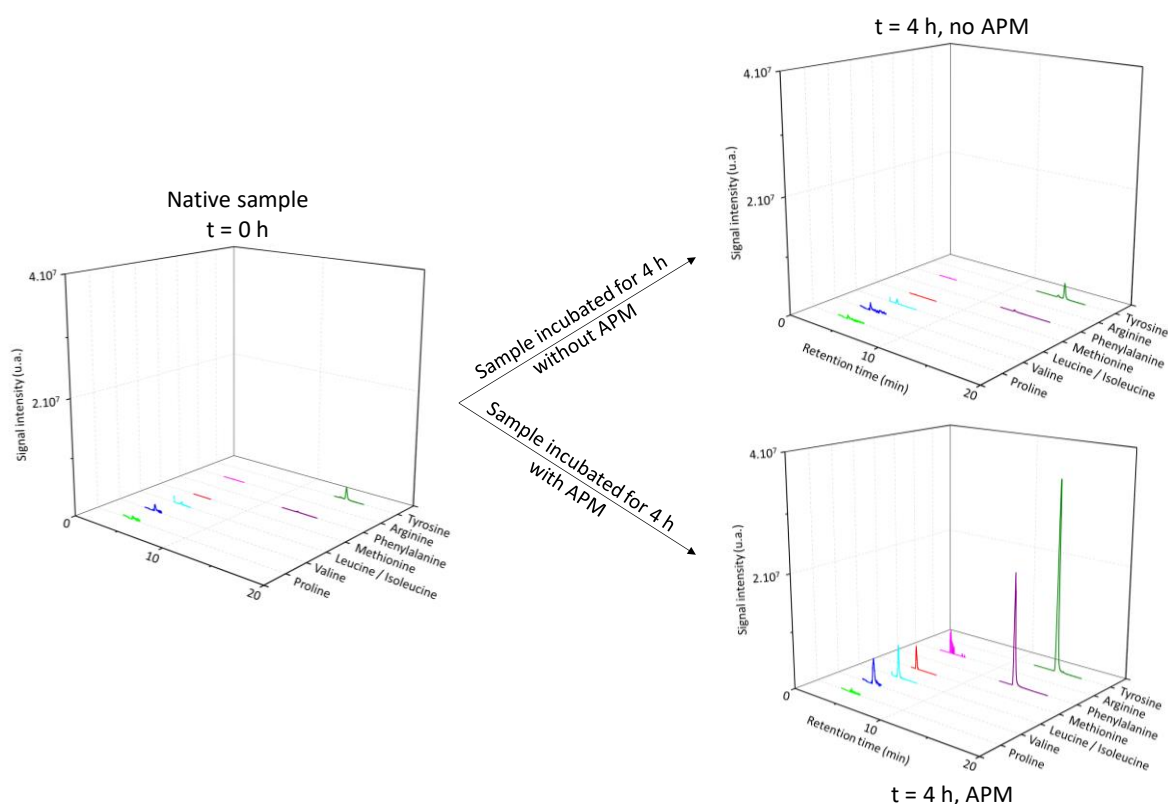 Native sample
t = 0 h
4.10⁷
2.10⁷
0
10
20
Signal intensity (u.a.)
Tyrosine
Arginine
Phenylalanine
Methionine
Leucine / Isoleucine
Valine
Proline
Sample incubated for 4 h
without APM
Sample incubated for 4 h
with APM
t = 4 h, no APM
4.10⁷
2.10⁷
0
10
20
Signal intensity (u.a.)
Retention time (min)
Tyrosine
Arginine
Phenylalanine
Methionine
Leucine / Isoleucine
Valine
Proline
4.10⁷
2.10⁷
0
10
20
Signal intensity (u.a.)
Retention time (min)
Tyrosine
Arginine
Phenylalanine
Methionine
Leucine / Isoleucine
Valine
Proline
t = 4 h, APM